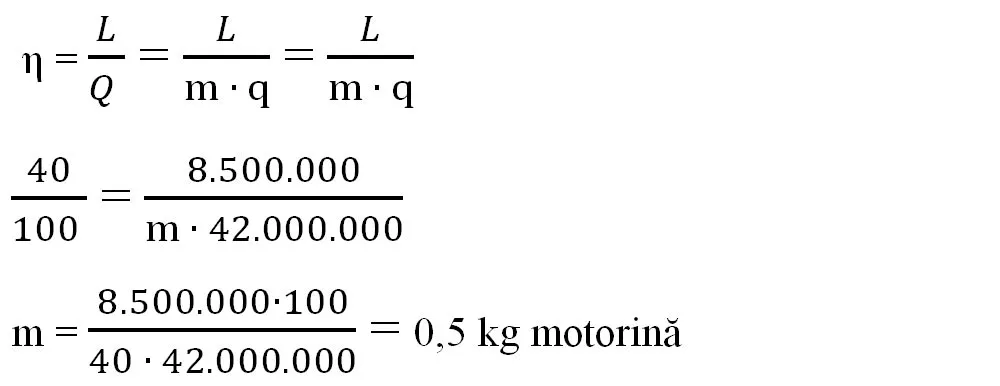 η = L/Q = L/(m · q) = L/(m · q)
40/100 = 8.500.000/(m · 42.000.000)
m = (8.500.000·100)/(40 · 42.000.000) = 0,5 kg motorină